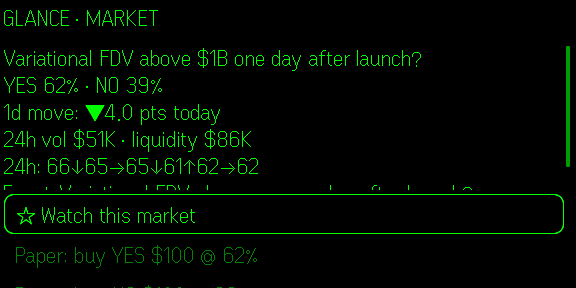 GLANCE · MARKET
Variational FDV above $1B one day after launch?
YES 62% · NO 39%
1d move: ▼4.0 pts today
24h vol $51K · liquidity $86K
24h: 66↓65→65↓61↑62→62
☆ Watch this market
Paper: buy YES $100 @ 62%